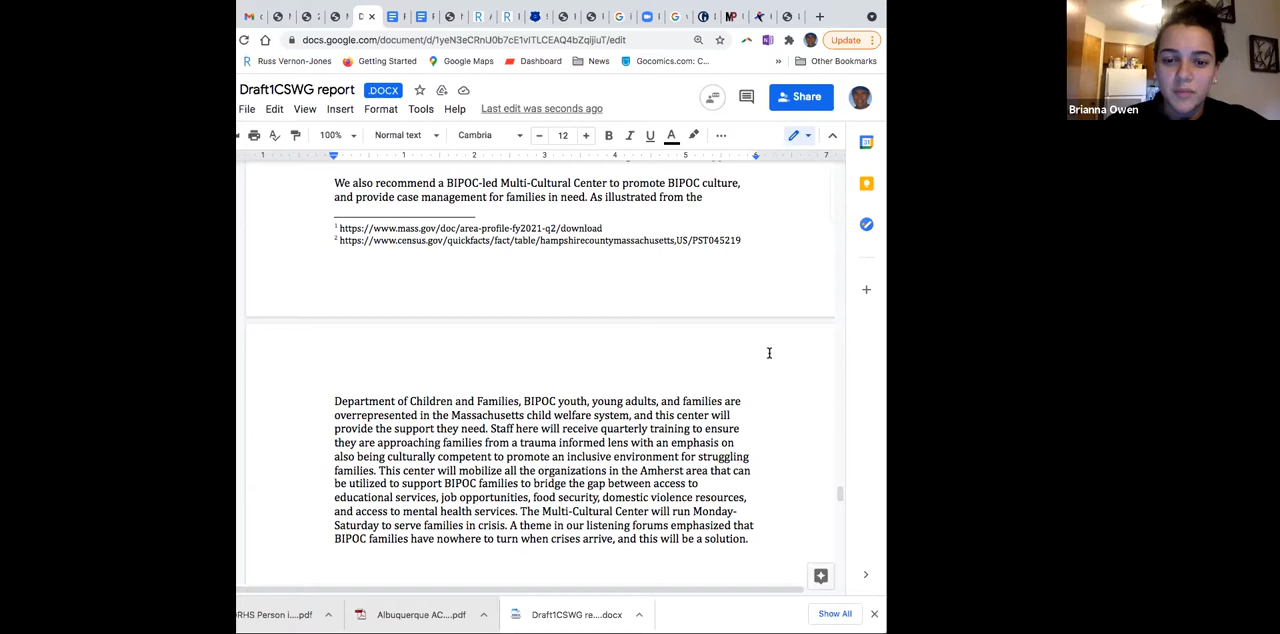 docs.google.com/document/d/1yeN3eCRnU0b7cE1vITLCEAQ4bZqijiuT/edit
Update
Russ Vernon-Jones Getting Started Google Maps Dashboard News Gocomics.com: C... » Other Bookmarks
Draft1CSWG report .DOCX
File Edit View Insert Format Tools Help Last edit was seconds ago
Share
100% Normal text Cambria − 12 + B I U A
1 1 2 3 4 5 6 7
We also recommend a BIPOC-led Multi-Cultural Center to promote BIPOC culture,
and provide case management for families in need. As illustrated from the
1 https://www.mass.gov/doc/area-profile-fy2021-q2/download
2 https://www.census.gov/quickfacts/fact/table/hampshirecountymassachusetts,US/PST045219
Department of Children and Families, BIPOC youth, young adults, and families are
overrepresented in the Massachusetts child welfare system, and this center will
provide the support they need. Staff here will receive quarterly training to ensure
they are approaching families from a trauma informed lens with an emphasis on
also being culturally competent to promote an inclusive environment for struggling
families. This center will mobilize all the organizations in the Amherst area that can
be utilized to support BIPOC families to bridge the gap between access to
educational services, job opportunities, food security, domestic violence resources,
and access to mental health services. The Multi-Cultural Center will run Monday-
Saturday to serve families in crisis. A theme in our listening forums emphasized that
BIPOC families have nowhere to turn when crises arrive, and this will be a solution.
RHS Person i....pdf Albuquerque AC....pdf Draft1CSWG re....docx Show All
Brianna Owen